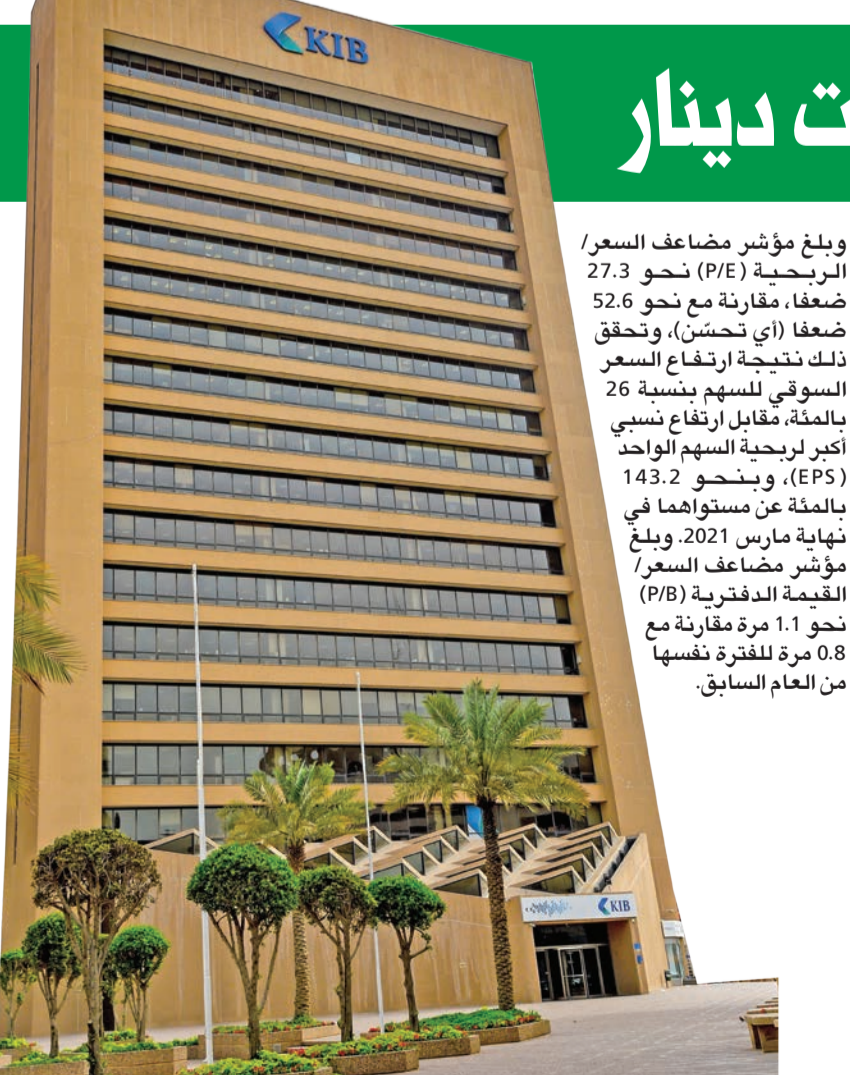 KIB
ت دينار
وبلغ مؤشر مضاعف السعر/
الربحية (P/E) نحو 27.3
ضعفا، مقارنة مع نحو 52.6
ضعفا (أي تحسّن)، وتحقق
ذلك نتيجة ارتفاع السعر
السوقي للسهم بنسبة 26
بالمئة، مقابل ارتفاع نسبي
أكبر لربحية السهم الواحد
(EPS)، وبنحو 143.2
بالمئة عن مستواهما في
نهاية مارس 2021. وبلغ
مؤشر مضاعف السعر/
القيمة الدفترية (P/B)
نحو 1.1 مرة مقارنة مع
0.8 مرة للفترة نفسها
من العام السابق.
KIB